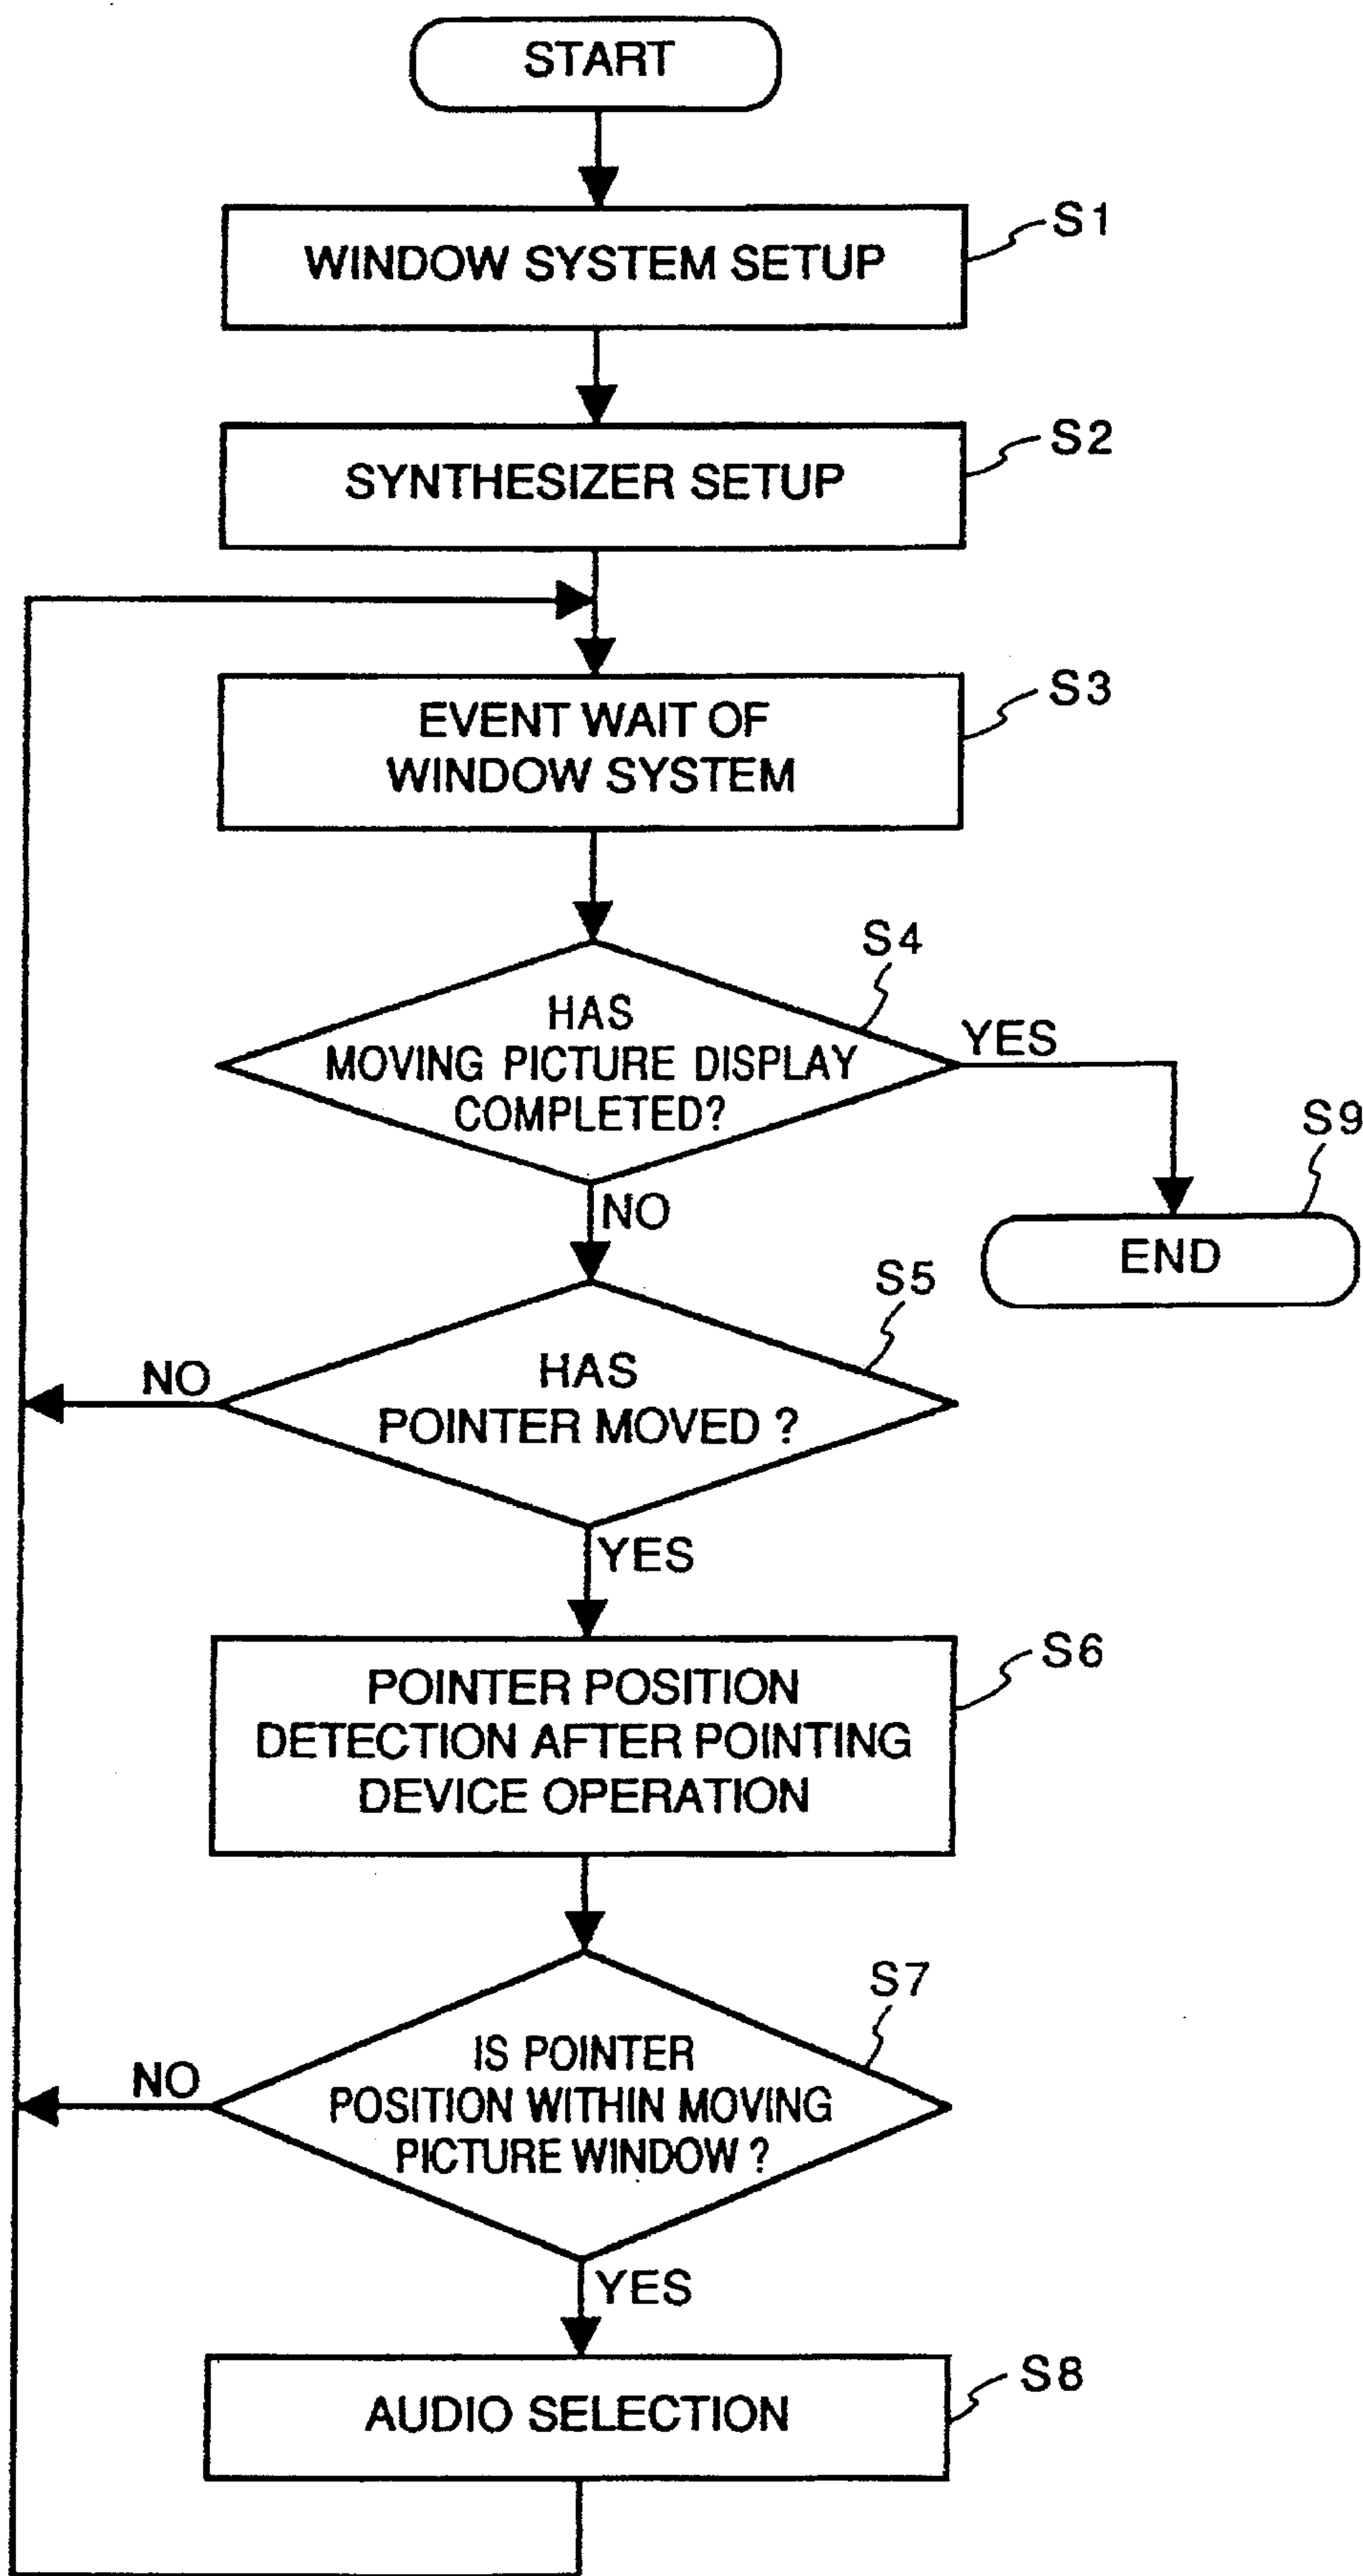 START
WINDOW SYSTEM SETUP
S1
SYNTHESIZER SETUP
S2
EVENT WAIT OF
WINDOW SYSTEM
S3
S4
HAS
MOVING PICTURE DISPLAY
COMPLETED?
YES
NO
S9
END
S5
HAS
POINTER MOVED ?
NO
YES
S6
POINTER POSITION
DETECTION AFTER POINTING
DEVICE OPERATION
S7
IS POINTER
POSITION WITHIN MOVING
PICTURE WINDOW ?
NO
YES
S8
AUDIO SELECTION